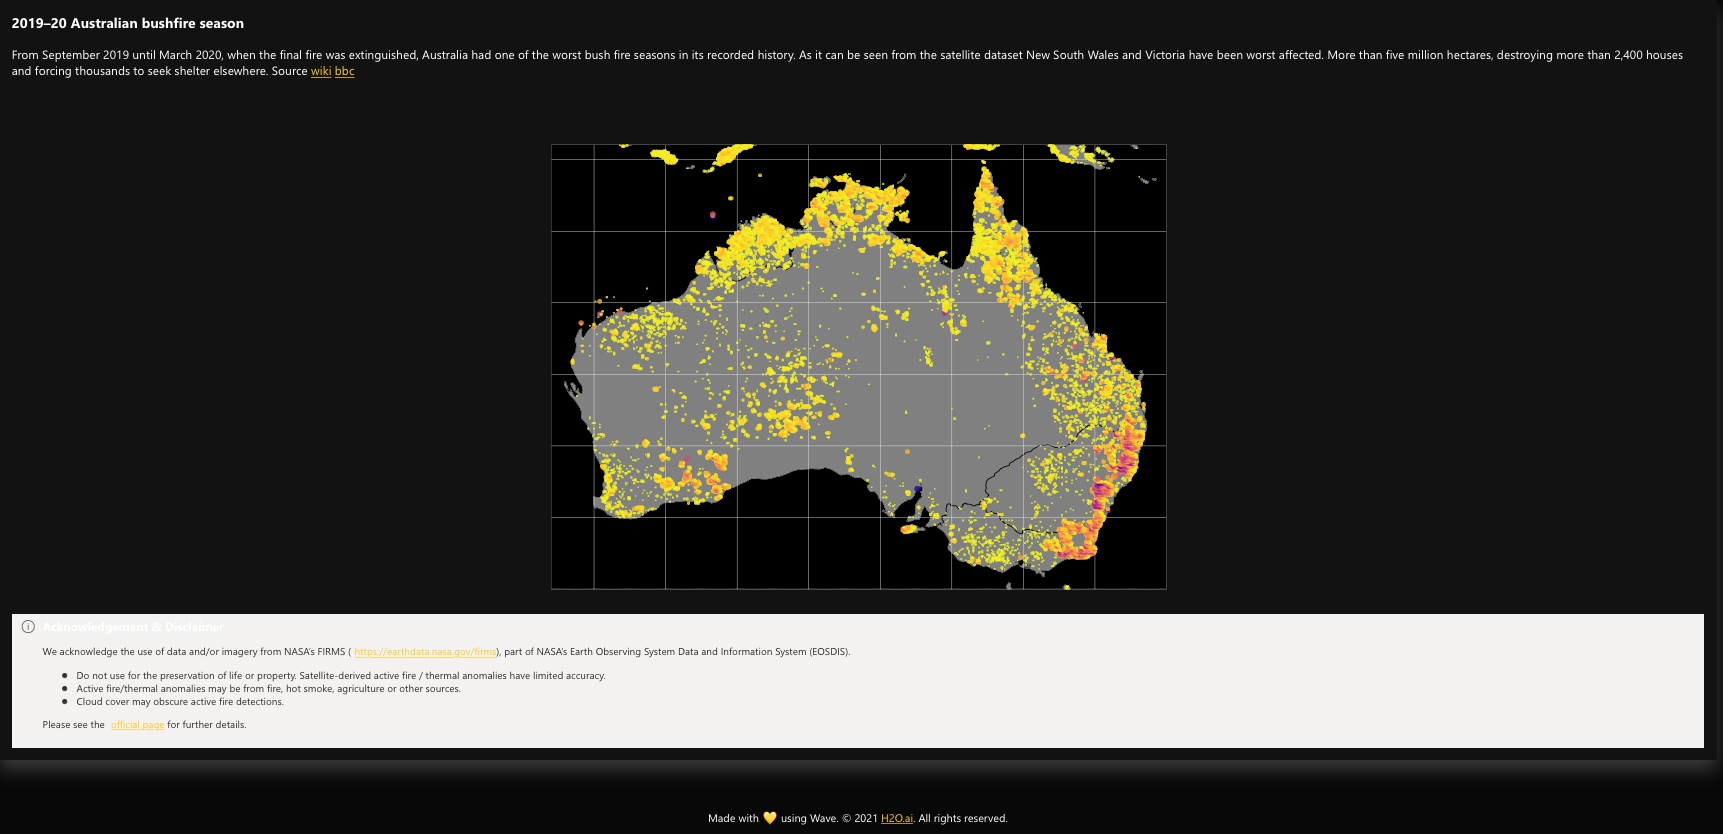 2019–20 Australian bushfire season
From September 2019 until March 2020, when the final fire was extinguished, Australia had one of the worst bush fire seasons in its recorded history. As it can be seen from the satellite dataset New South Wales and Victoria have been worst affected. More than five million hectares, destroying more than 2,400 houses
and forcing thousands to seek shelter elsewhere. Source wiki bbc
Acknowledgement & Disclaimer
We acknowledge the use of data and/or imagery from NASA's FIRMS ( https://earthdata.nasa.gov/firms), part of NASA's Earth Observing System Data and Information System (EOSDIS).
● Do not use for the preservation of life or property. Satellite-derived active fire / thermal anomalies have limited accuracy.
● Active fire/thermal anomalies may be from fire, hot smoke, agriculture or other sources.
● Cloud cover may obscure active fire detections.
Please see the official page for further details.
Made with 💛 using Wave. © 2021 H2O.ai. All rights reserved.